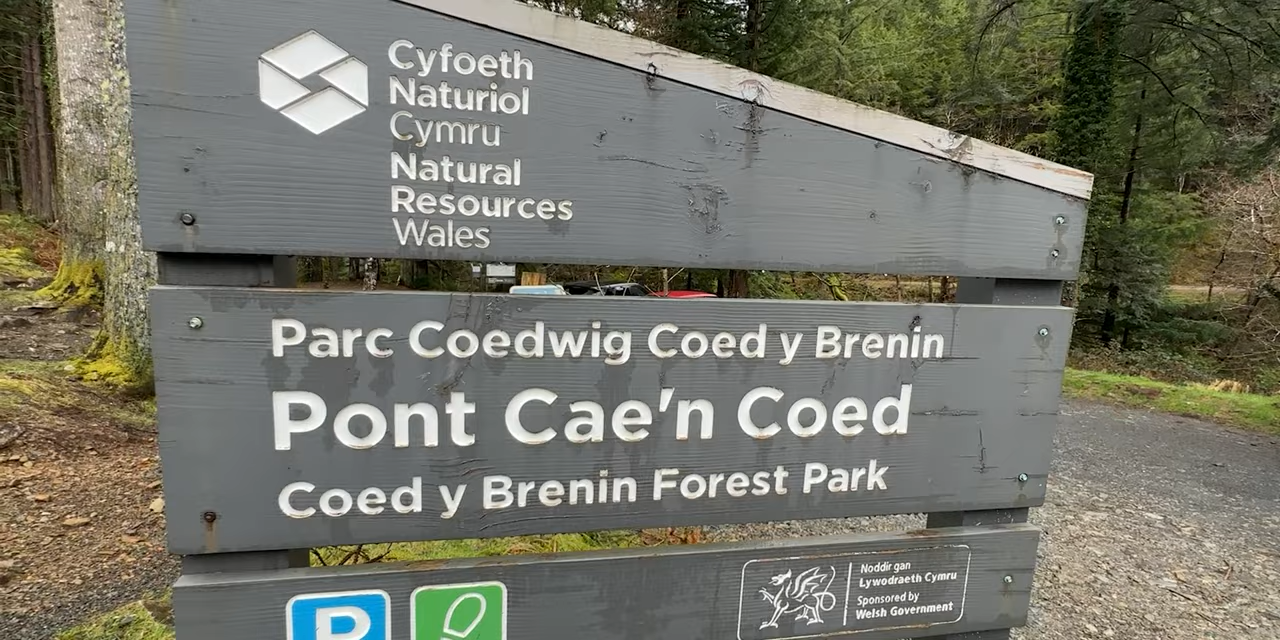 Cyfoeth
Naturiol
Cymru
Natural
Resources
Wales
Parc Coedwig Coed y Brenin
Pont Cae'n Coed
Coed y Brenin Forest Park
P
Noddir gan
Lywodraeth Cymru
Sponsored by
Welsh Government